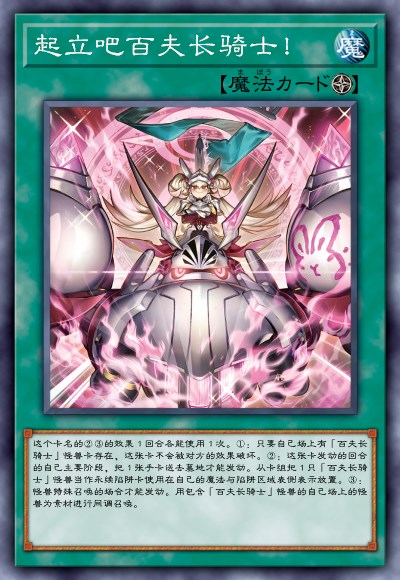 起立吧百夫长骑士！
魔
【魔法カード】
ま ほう
这个卡名的②③的效果1回合各能使用1次。①：只要自己场上有「百夫长
骑士」怪兽卡存在，这张卡不会被对方的效果破坏。②：这张卡发动的回合
的自己主要阶段，把1张手卡送去墓地才能发动。从卡组把1只「百夫长骑
士」怪兽当作永续陷阱卡使用在自己的魔法与陷阱区域表侧表示放置。③：
怪兽特殊召唤的场合才能发动。用包含「百夫长骑士」怪兽的自己场上的怪
兽为素材进行同调召唤。